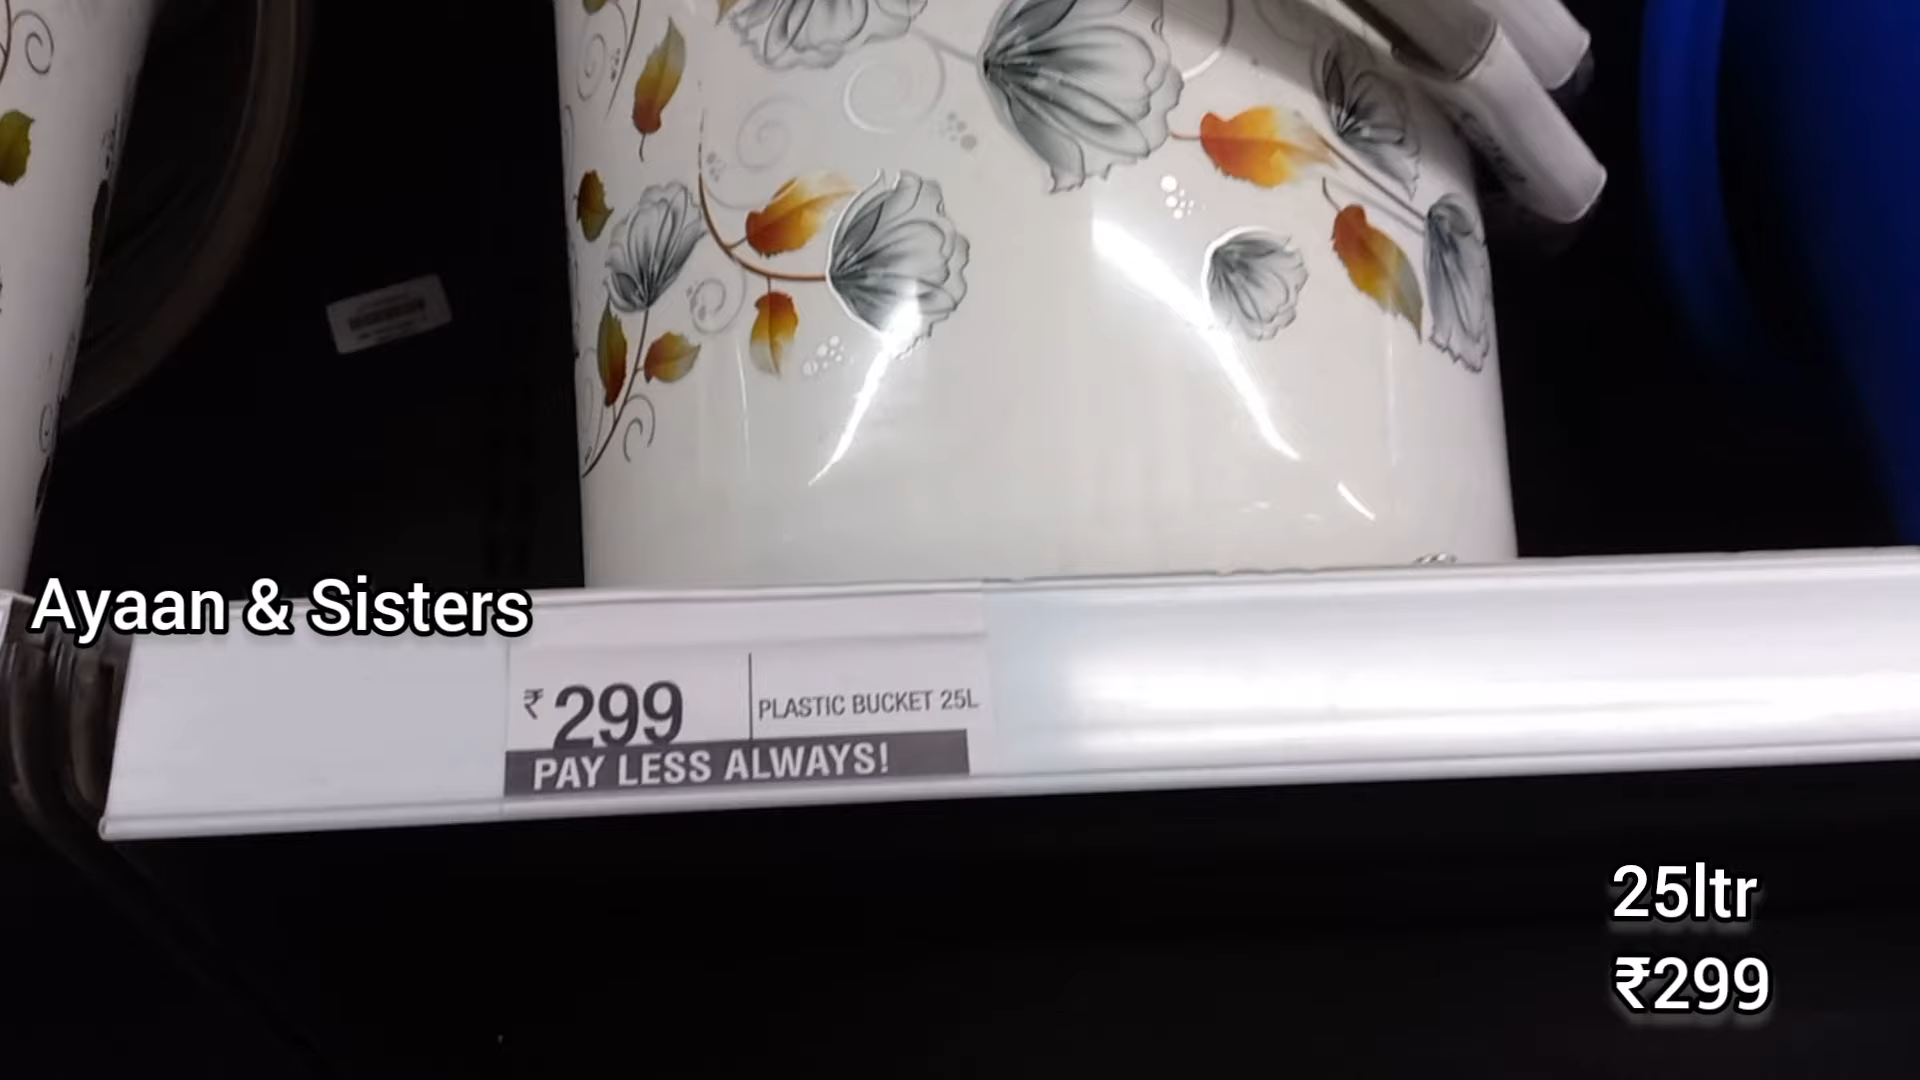 Ayaan & Sisters
₹ 299
PLASTIC BUCKET 25L
PAY LESS ALWAYS!
25ltr
₹299